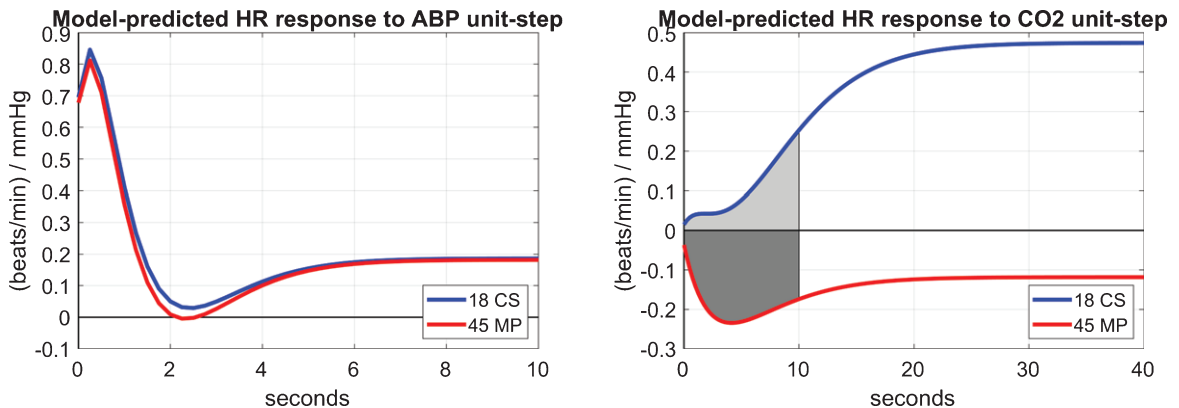 Model-predicted HR response to ABP unit-step
(beats/min) / mmHg
0.9
0.8
0.7
0.6
0.5
0.4
0.3
0.2
0.1
0
-0.1
0 2 4 6 8 10
seconds
18 CS
45 MP
Model-predicted HR response to CO2 unit-step
(beats/min) / mmHg
0.5
0.4
0.3
0.2
0.1
0
-0.1
-0.2
-0.3
0 10 20 30 40
seconds
18 CS
45 MP